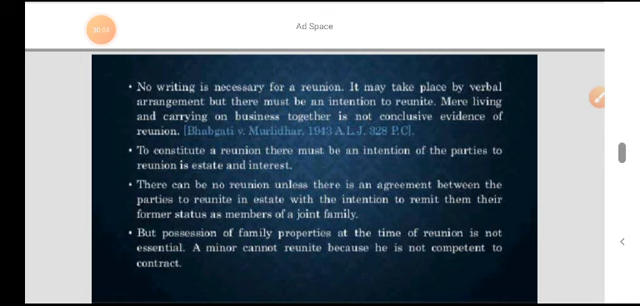 Ad Space
• No writing is necessary for a reunion. It may take place by verbal
arrangement but there must be an intention to reunite. Mere living
and carrying on business together is not conclusive evidence of
reunion. [Bhabgati v. Murlidhar, 1943 A.L.J. 328 P.C].
• To constitute a reunion there must be an intention of the parties to
reunion is estate and interest.
• There can be no reunion unless there is an agreement between the
parties to reunite in estate with the intention to remit them their
former status as members of a joint family.
• But possession of family properties at the time of reunion is not
essential. A minor cannot reunite because he is not competent to
contract.